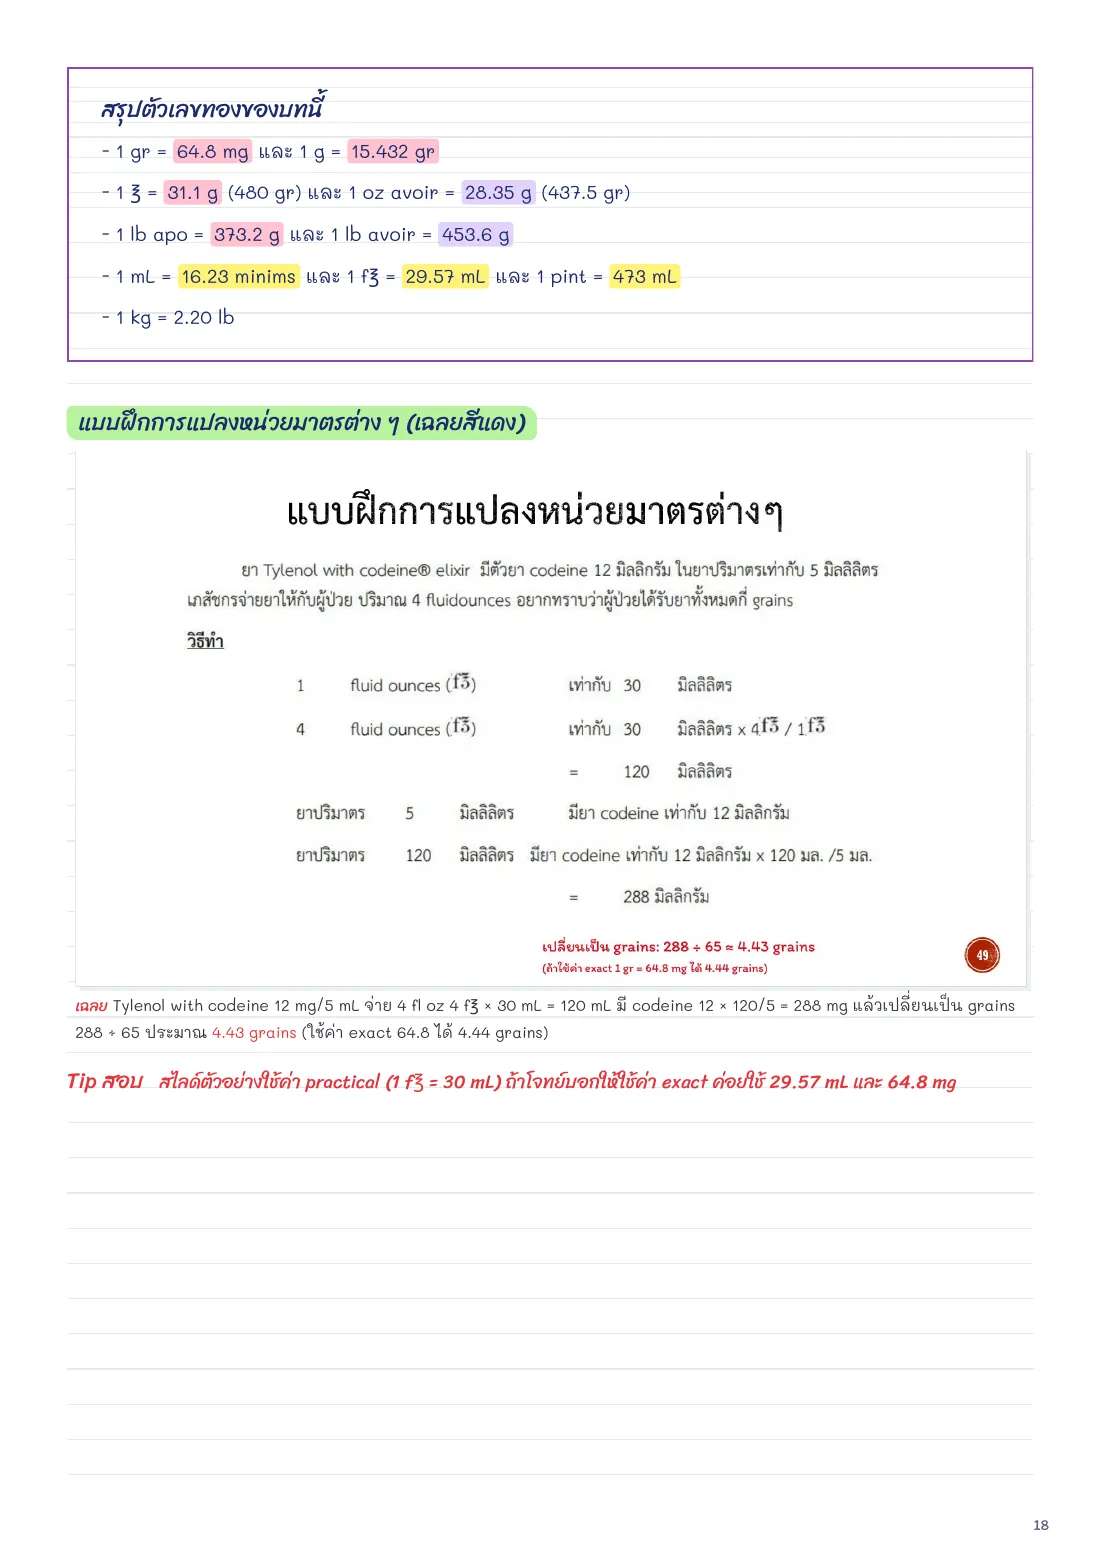 สรุปตัวเลขทองของบทนี้
- 1 gr = 64.8 mg และ 1 g = 15.432 gr
- 1 ℥ = 31.1 g (480 gr) และ 1 oz avoir = 28.35 g (437.5 gr)
- 1 lb apo = 373.2 g และ 1 lb avoir = 453.6 g
- 1 mL = 16.23 minims และ 1 f℥ = 29.57 mL และ 1 pint = 473 mL
- 1 kg = 2.20 lb
แบบฝึกการแปลงหน่วยมาตรต่าง ๆ (เฉลยสีแดง)
แบบฝึกการแปลงหน่วยมาตรต่างๆ
ยา Tylenol with codeine® elixir มีตัวยา codeine 12 มิลลิกรัม ในยาปริมาตรเท่ากับ 5 มิลลิลิตร
เภสัชกรจ่ายยาให้กับผู้ป่วย ปริมาณ 4 fluidounces อยากทราบว่าผู้ป่วยได้รับยาทั้งหมดกี่ grains
วิธีทำ
1 fluid ounces (f℥) เท่ากับ 30 มิลลิลิตร
4 fluid ounces (f℥) เท่ากับ 30 มิลลิลิตร x 4f℥ / 1f℥
= 120 มิลลิลิตร
ยาปริมาตร 5 มิลลิลิตร มียา codeine เท่ากับ 12 มิลลิกรัม
ยาปริมาตร 120 มิลลิลิตร มียา codeine เท่ากับ 12 มิลลิกรัม x 120 มล. /5 มล.
= 288 มิลลิกรัม
เปลี่ยนเป็น grains: 288 ÷ 65 ≈ 4.43 grains
(ถ้าใช้ค่า exact 1 gr = 64.8 mg ได้ 4.44 grains)
49
เฉลย Tylenol with codeine 12 mg/5 mL จ่าย 4 fl oz 4 f℥ × 30 mL = 120 mL มี codeine 12 × 120/5 = 288 mg แล้วเปลี่ยนเป็น grains
288 ÷ 65 ประมาณ 4.43 grains (ใช้ค่า exact 64.8 ได้ 4.44 grains)
Tip สอบ สไลด์ตัวอย่างใช้ค่า practical (1 f℥ = 30 mL) ถ้าโจทย์บอกให้ใช้ค่า exact ค่อยใช้ 29.57 mL และ 64.8 mg
18